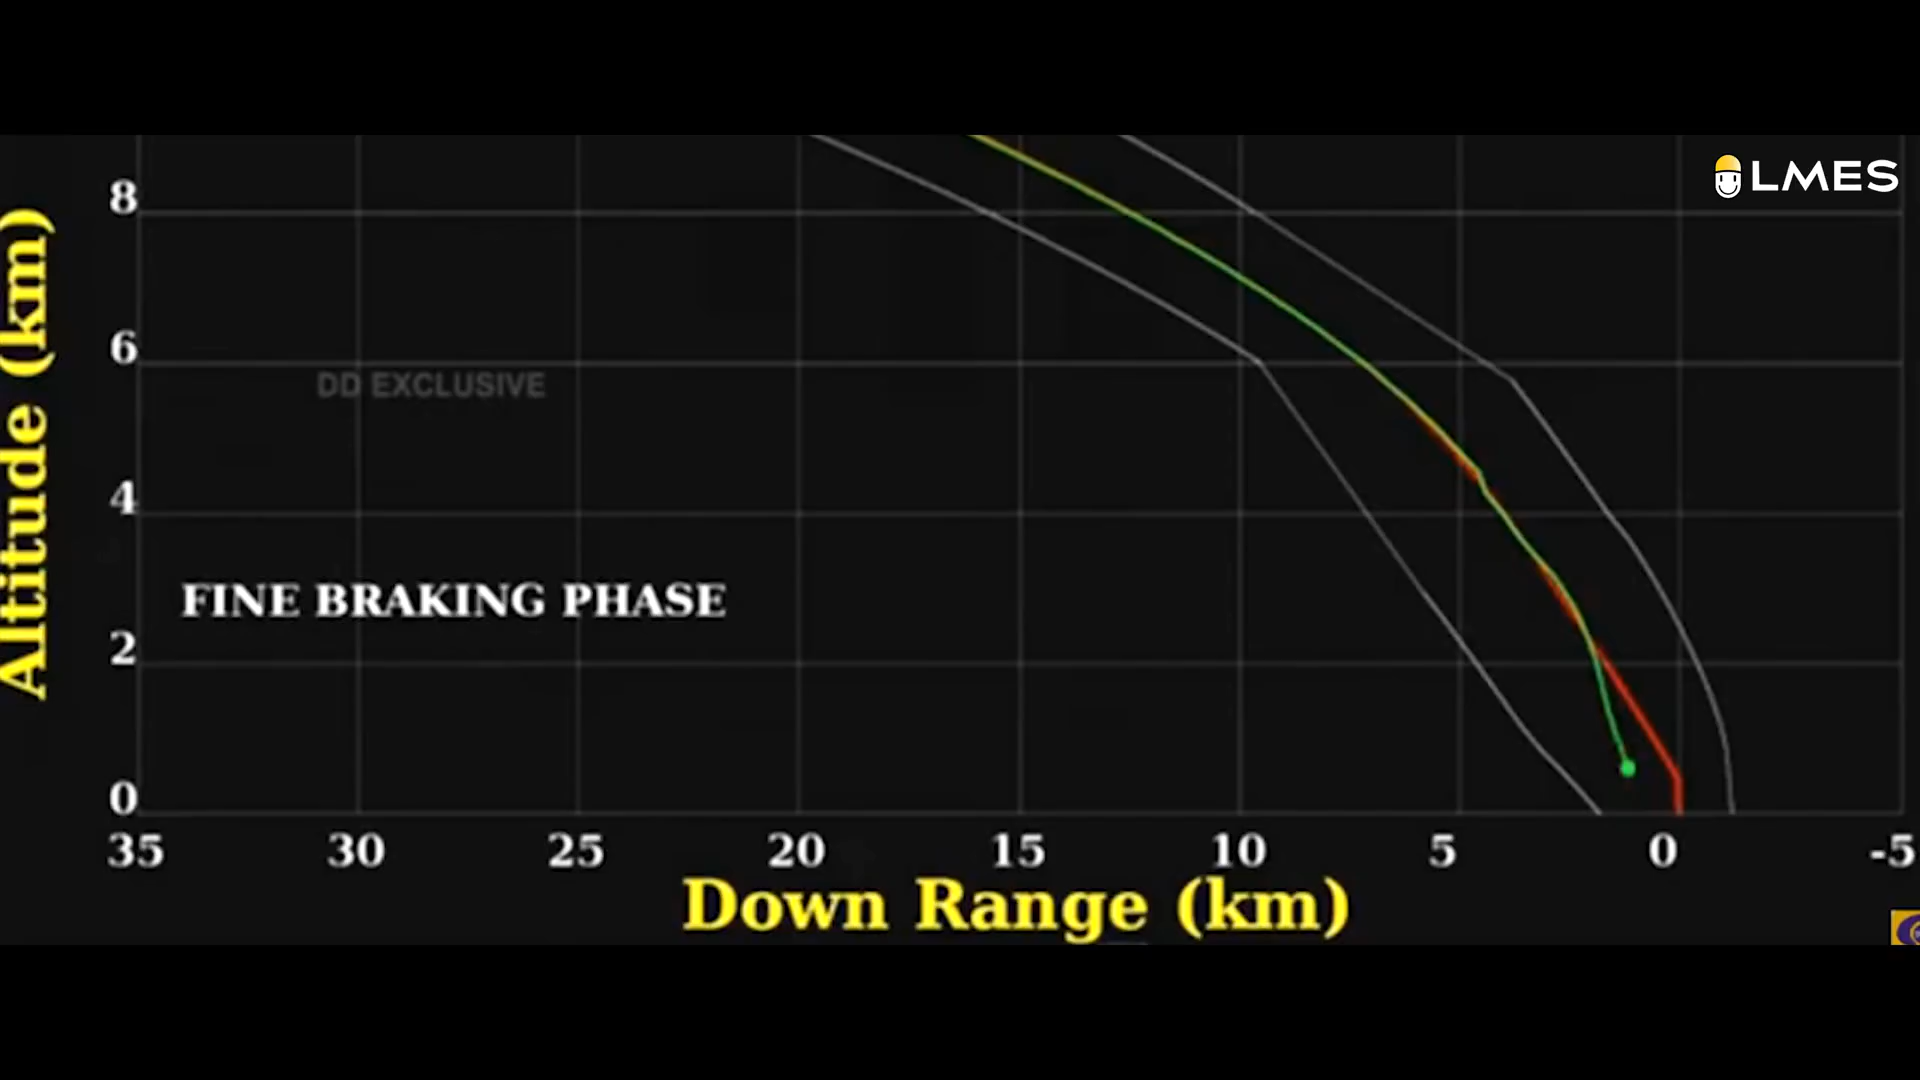 LMES
8
6
DD EXCLUSIVE
4
FINE BRAKING PHASE
2
0
Altitude (km)
35 30 25 20 15 10 5 0 -5
Down Range (km)